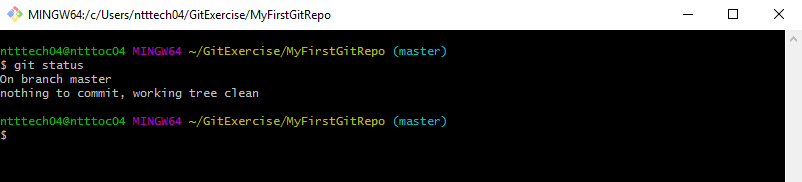 MINGW64:/c/Users/ntttech04/GitExercise/MyFirstGitRepo
ntttech04@ntttoc04 MINGW64 ~/GitExercise/MyFirstGitRepo (master)
$ git status
On branch master
nothing to commit, working tree clean
ntttech04@ntttoc04 MINGW64 ~/GitExercise/MyFirstGitRepo (master)
$